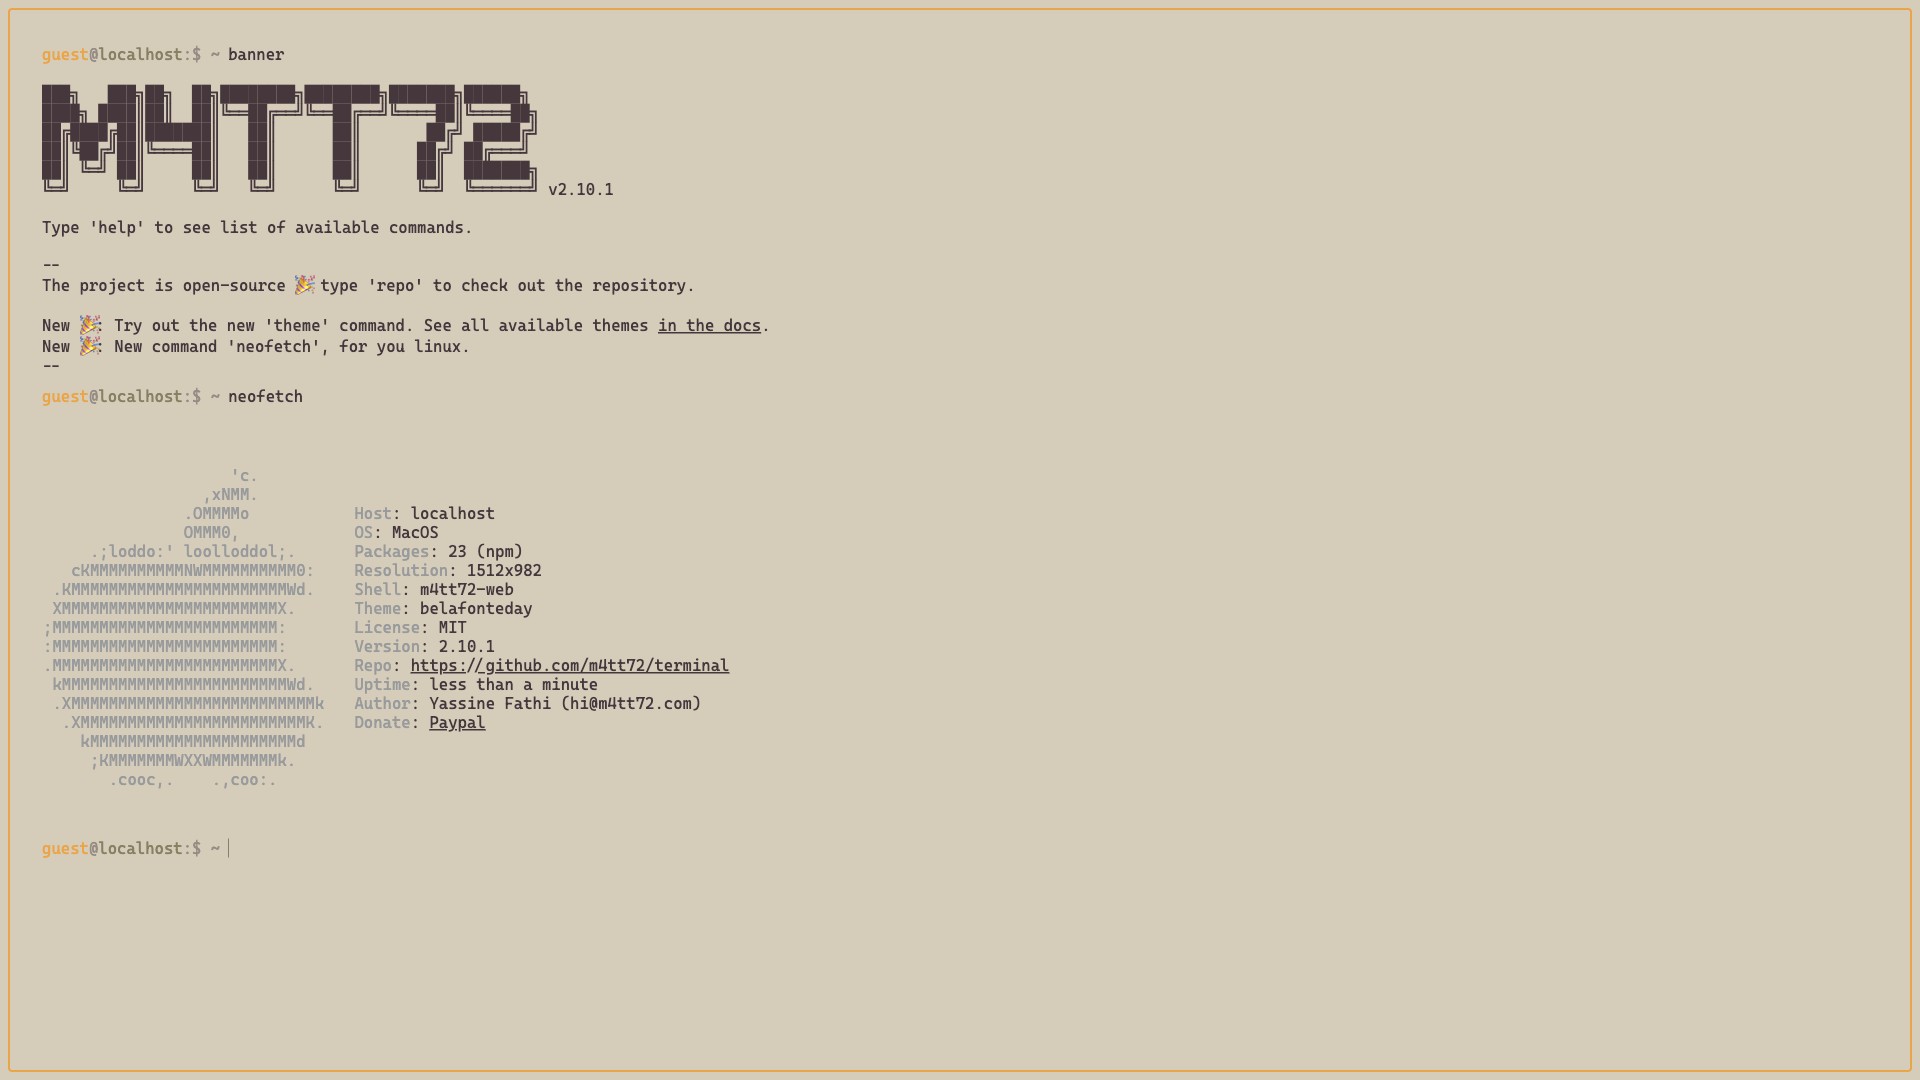 guest@localhost:$ ~ banner
M4TT72 v2.10.1
Type 'help' to see list of available commands.
--
The project is open-source 🎉 type 'repo' to check out the repository.
New 🎉: Try out the new 'theme' command. See all available themes in the docs.
New 🎉: New command 'neofetch', for you linux.
--
guest@localhost:$ ~ neofetch
'c.
,xNMM.
.OMMMMo
Host: localhost
OMMM0,
OS: MacOS
.;loddo:' loolloddol;.
Packages: 23 (npm)
cKMMMMMMMMMMNWMMMMMMMMMM0:
Resolution: 1512x982
.KMMMMMMMMMMMMMMMMMMMMMMMWd.
Shell: m4tt72-web
XMMMMMMMMMMMMMMMMMMMMMMMX.
Theme: belafonteday
;MMMMMMMMMMMMMMMMMMMMMMMM:
License: MIT
:MMMMMMMMMMMMMMMMMMMMMMMM:
Version: 2.10.1
.MMMMMMMMMMMMMMMMMMMMMMMMX.
Repo: https://github.com/m4tt72/terminal
kMMMMMMMMMMMMMMMMMMMMMMMMWd.
Uptime: less than a minute
.XMMMMMMMMMMMMMMMMMMMMMMMMMMk
Author: Yassine Fathi (hi@m4tt72.com)
.XMMMMMMMMMMMMMMMMMMMMMMMMK.
Donate: Paypal
kMMMMMMMMMMMMMMMMMMMMMMd
;KMMMMMMMWXXWMMMMMMMk.
.cooc,.    .,coo:.
guest@localhost:$ ~